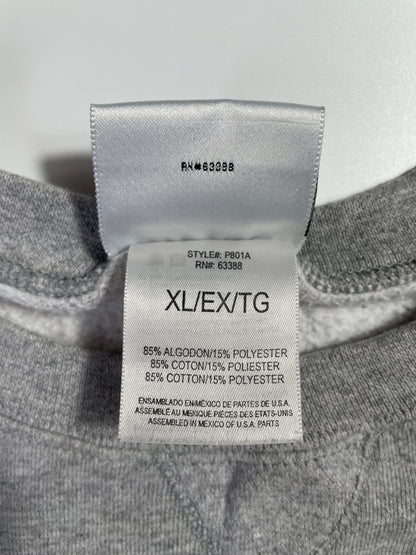 RN#63388
STYLE#: P801A
RN#: 63388
XL/EX/TG
85% ALGODON/15% POLYESTER
85% COTON/15% POLIESTER
85% COTTON/15% POLYESTER
ENSAMBLADO EN MÉXICO DE PARTES DE U.S.A.
ASSEMBLÉ AU MEXIQUE PIÈCES DES ETATS-UNIS
ASSEMBLED IN MEXICO OF U.S.A. PARTS